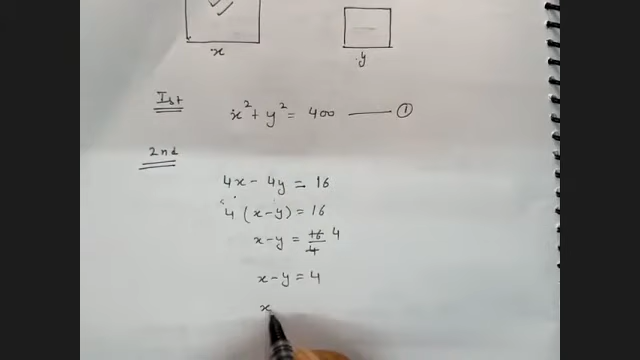 x y
Ist x² + y² = 400 —— ①
2nd
4x - 4y = 16
4 (x - y) = 16
x - y = 16/4 4
x - y = 4
x